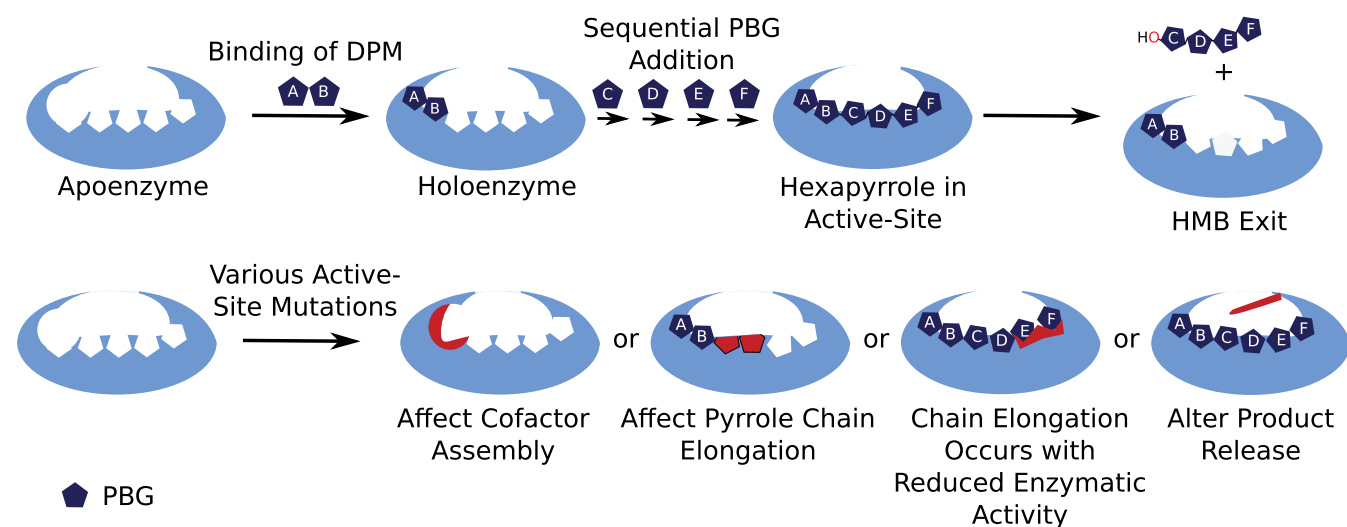 Binding of DPM
A B
Sequential PBG
Addition
C D E F
HO C D E F
+
A B
A B C D E F
A B
Apoenzyme
Holoenzyme
Hexapyrrole in
Active-Site
HMB Exit
Various Active-
Site Mutations
or
A B
or
A B C D E F
or
A B C D E F
Affect Cofactor
Assembly
Affect Pyrrole Chain
Elongation
Chain Elongation
Occurs with
Reduced Enzymatic
Activity
Alter Product
Release
PBG